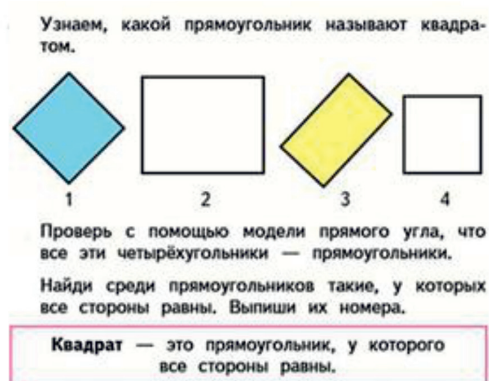 Узнаем, какой прямоугольник называют квадра-
том.
1 2 3 4
Проверь с помощью модели прямого угла, что
все эти четырёхугольники — прямоугольники.
Найди среди прямоугольников такие, у которых
все стороны равны. Выпиши их номера.
Квадрат — это прямоугольник, у которого
все стороны равны.